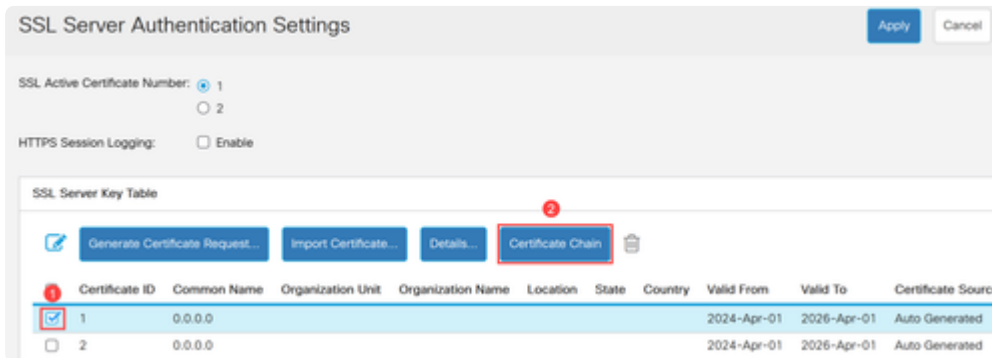 SSL Server Authentication Settings
Apply
Cancel
SSL Active Certificate Number: 1
2
HTTPS Session Logging: Enable
SSL Server Key Table
2
Generate Certificate Request...
Import Certificate...
Details...
Certificate Chain
1
Certificate ID Common Name Organization Unit Organization Name Location State Country Valid From Valid To Certificate Sourc
1 0.0.0.0 2024-Apr-01 2026-Apr-01 Auto Generated
2 0.0.0.0 2024-Apr-01 2026-Apr-01 Auto Generated